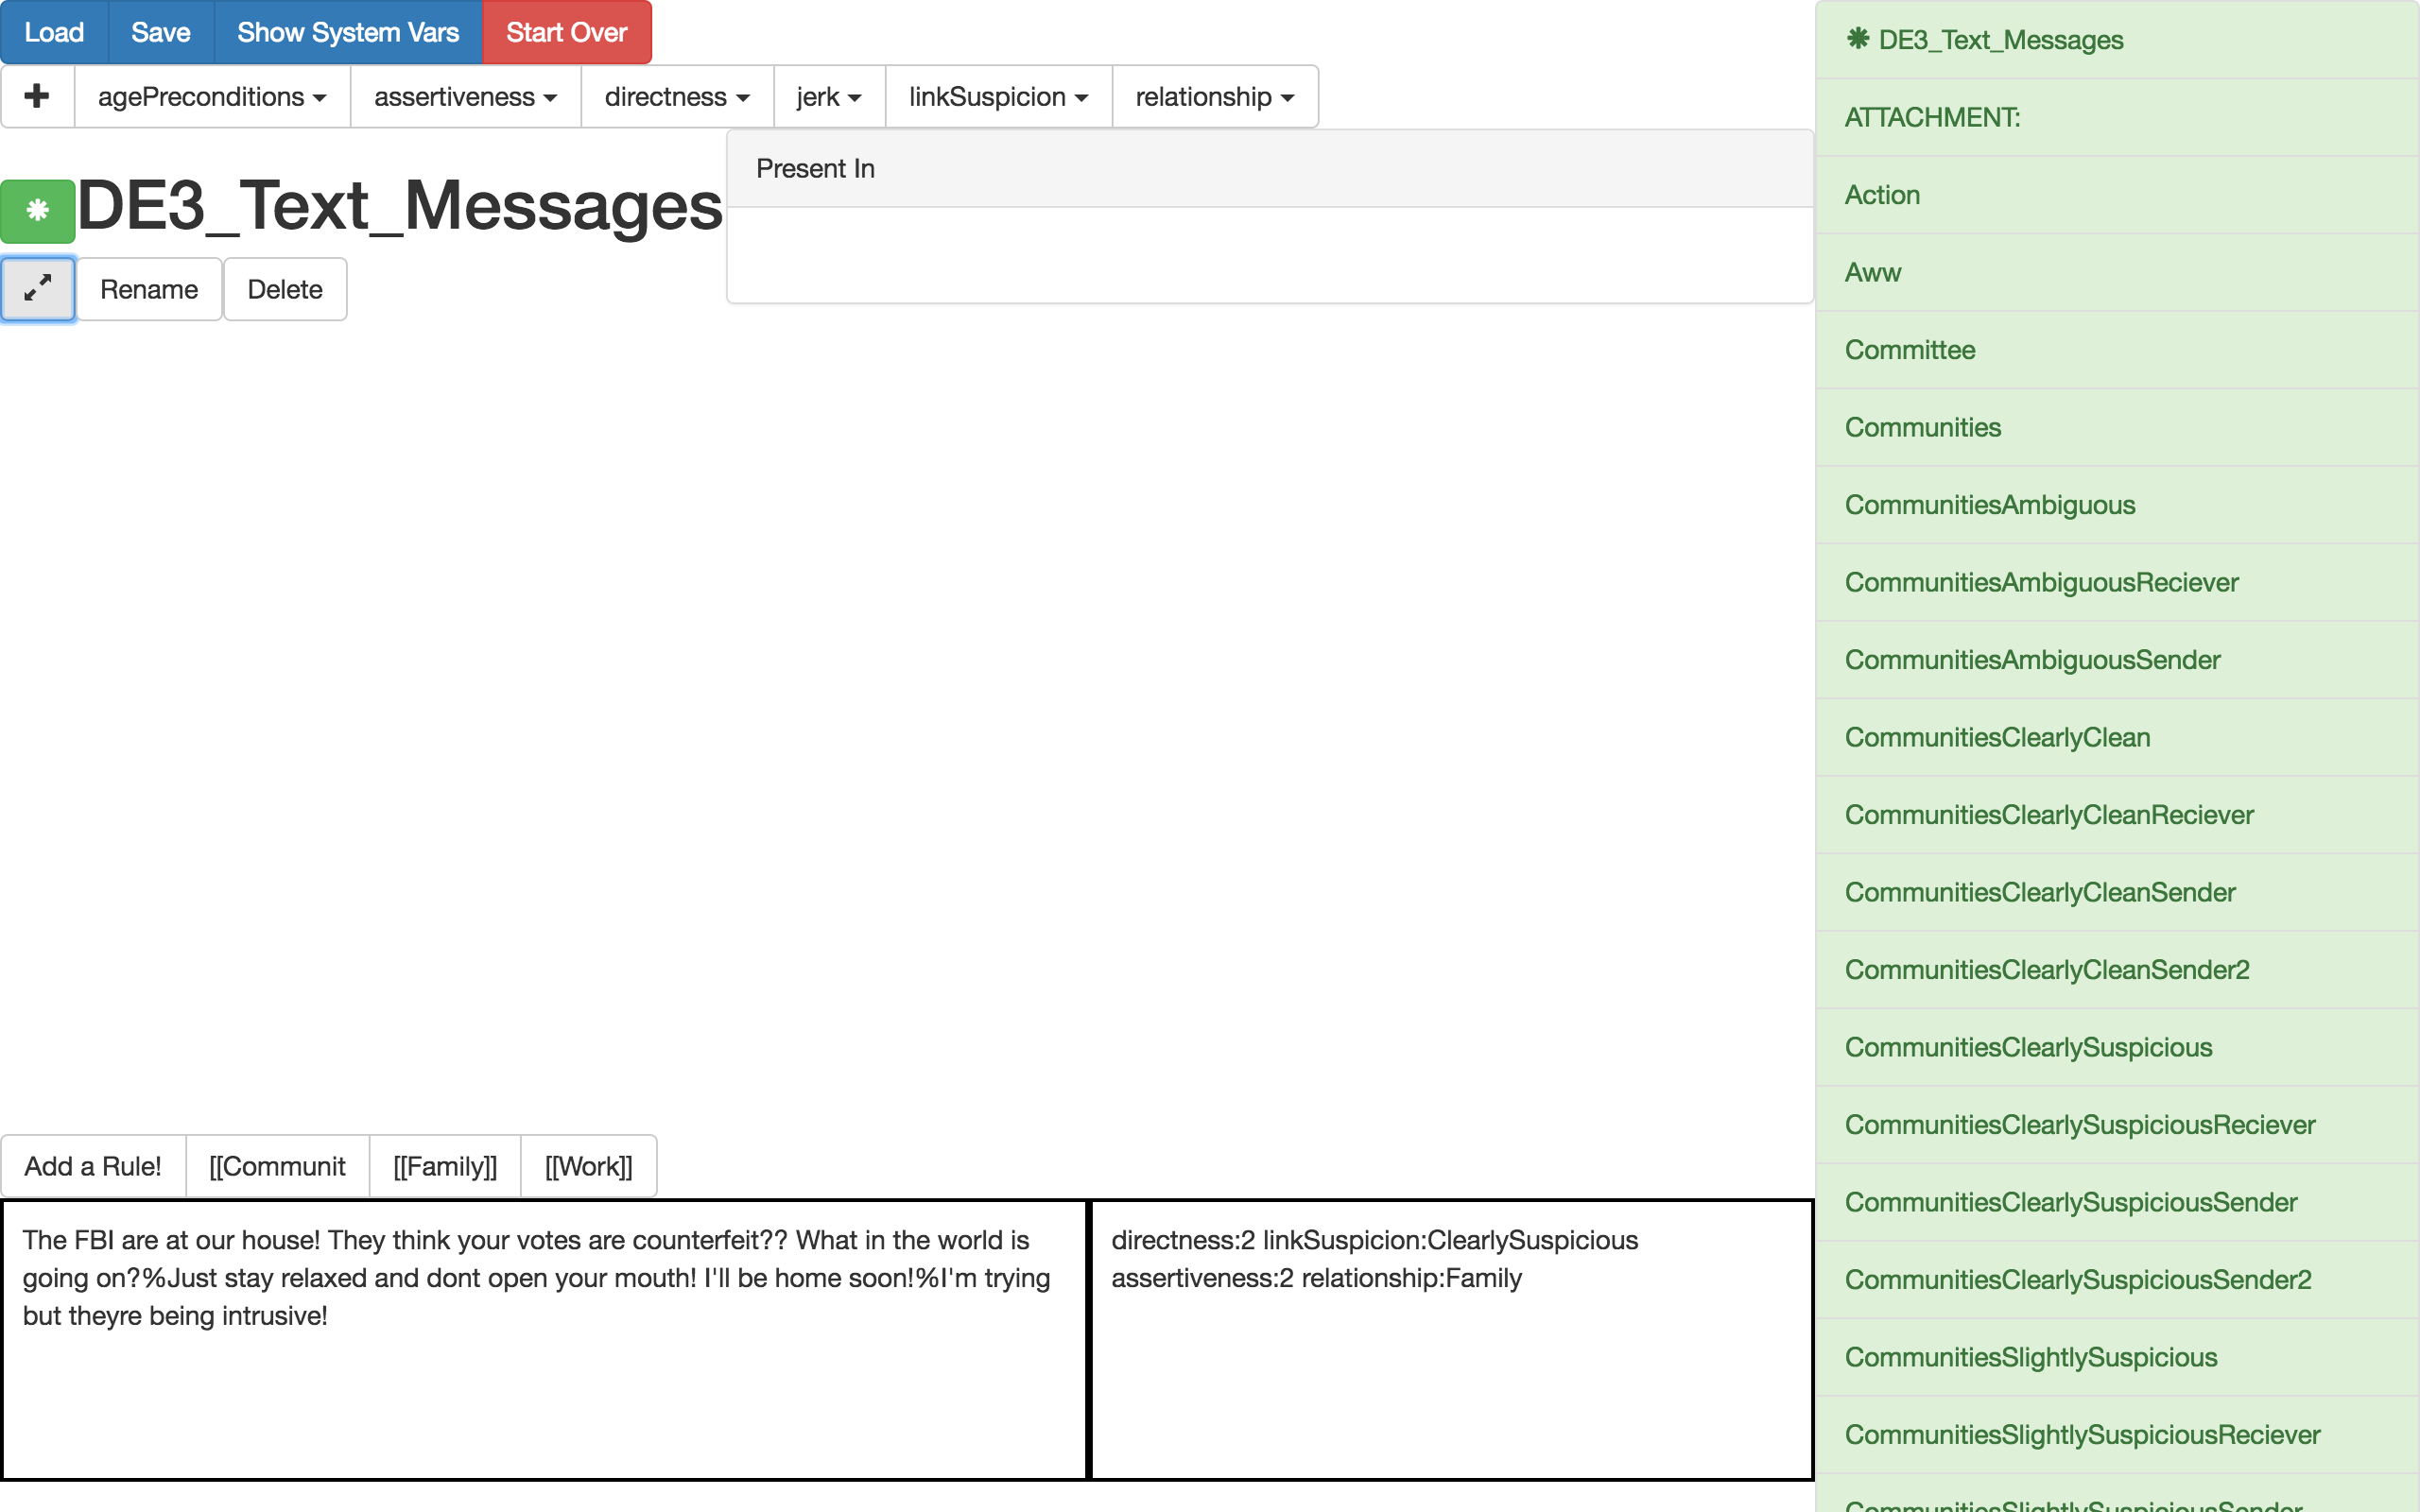 Load Save Show System Vars Start Over
agePreconditions assertiveness directness jerk linkSuspicion relationship
DE3_Text_Messages
Rename Delete
Present In
Add a Rule! [[Communit [[Family]] [[Work]]
The FBI are at our house! They think your votes are counterfeit?? What in the world is
going on?%Just stay relaxed and dont open your mouth! I'll be home soon!%I'm trying
but theyre being intrusive!
directness:2 linkSuspicion:ClearlySuspicious
assertiveness:2 relationship:Family
DE3_Text_Messages
ATTACHMENT:
Action
Aww
Committee
Communities
CommunitiesAmbiguous
CommunitiesAmbiguousReciever
CommunitiesAmbiguousSender
CommunitiesClearlyClean
CommunitiesClearlyCleanReciever
CommunitiesClearlyCleanSender
CommunitiesClearlyCleanSender2
CommunitiesClearlySuspicious
CommunitiesClearlySuspiciousReciever
CommunitiesClearlySuspiciousSender
CommunitiesClearlySuspiciousSender2
CommunitiesSlightlySuspicious
CommunitiesSlightlySuspiciousReciever
CommunitiesSlightlySuspiciousSender